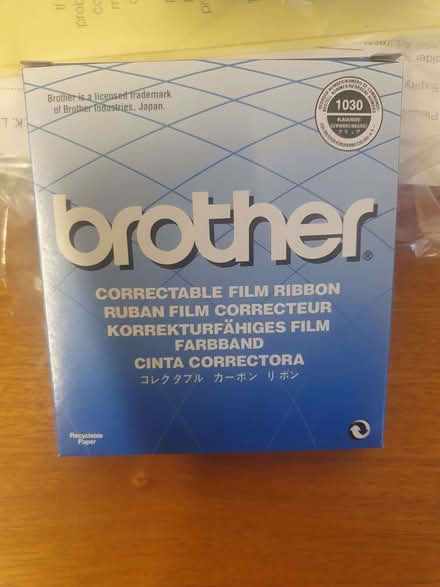 Brother is a licensed trademark
of Brother Industries, Japan.
1030
brother®
CORRECTABLE FILM RIBBON
RUBAN FILM CORRECTEUR
KORREKTURFÄHIGES FILM
FARBBAND
CINTA CORRECTORA
コレクタブル カーボン リボン
Recyclable
Paper